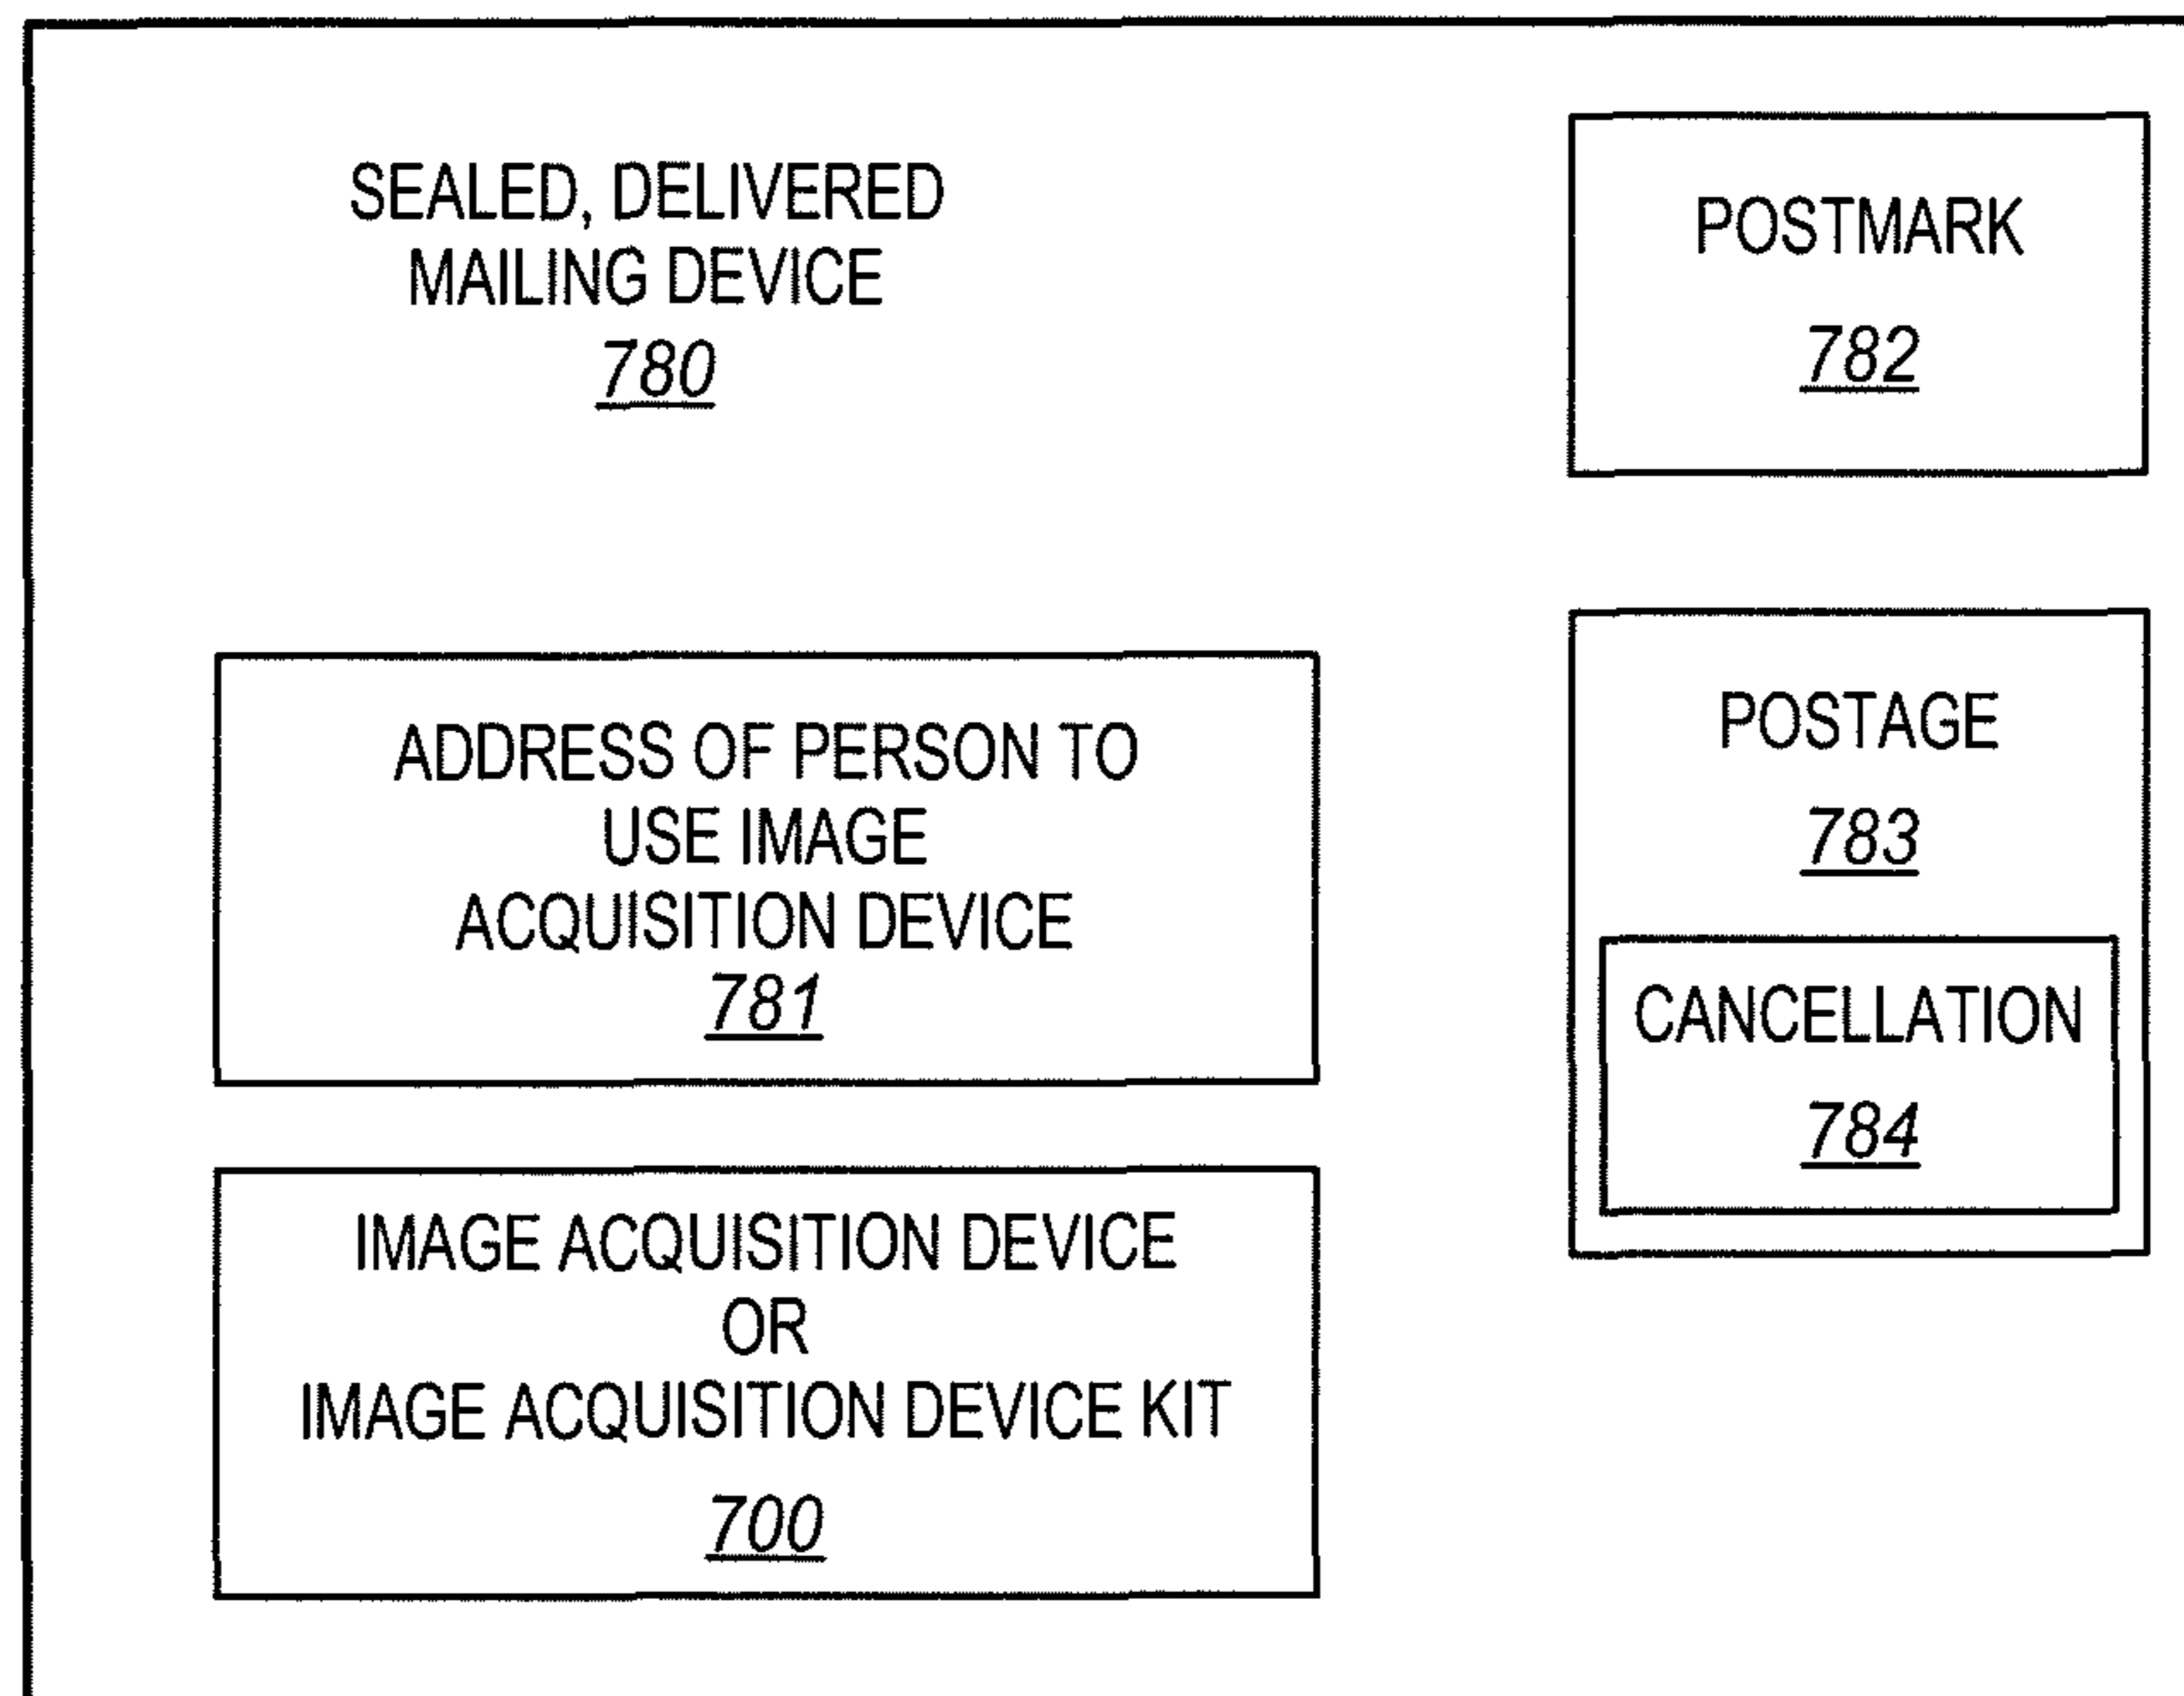 SEALED, DELIVERED
MAILING DEVICE
780
POSTMARK
782
ADDRESS OF PERSON TO
USE IMAGE
ACQUISITION DEVICE
781
POSTAGE
783
CANCELLATION
784
IMAGE ACQUISITION DEVICE
OR
IMAGE ACQUISITION DEVICE KIT
700